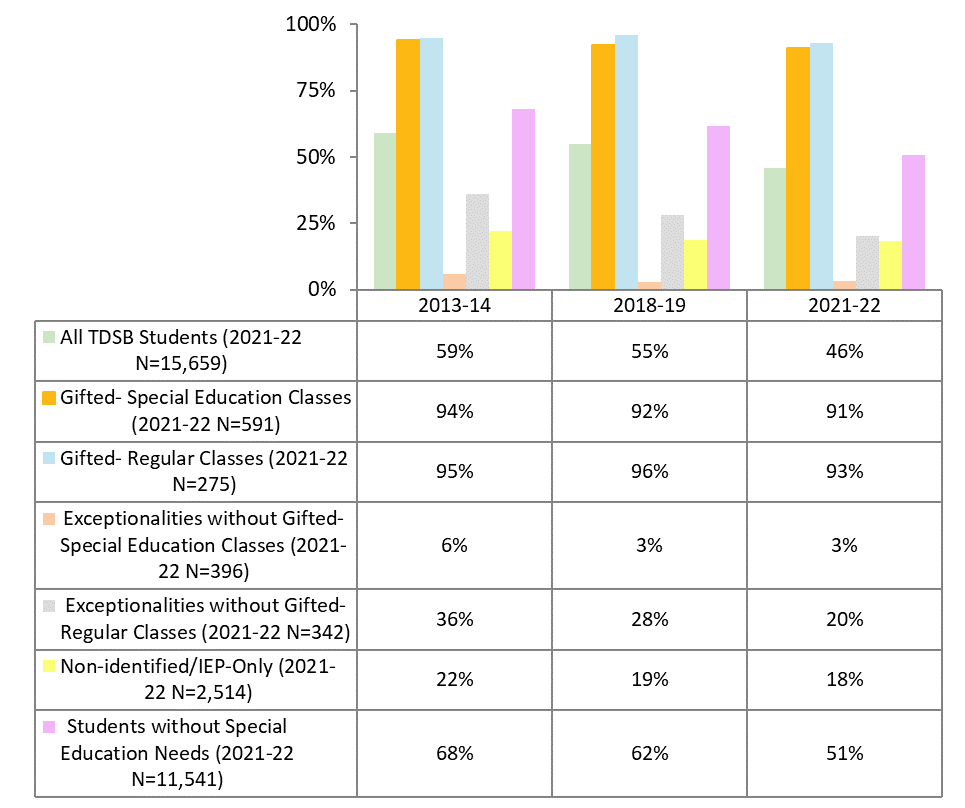 100%
75%
50%
25%
0%
2013-14 2018-19 2021-22
All TDSB Students (2021-22
N=15,659)
59% 55% 46%
Gifted- Special Education Classes
(2021-22 N=591)
94% 92% 91%
Gifted- Regular Classes (2021-22
N=275)
95% 96% 93%
Exceptionalities without Gifted-
Special Education Classes (2021-
22 N=396)
6% 3% 3%
Exceptionalities without Gifted-
Regular Classes (2021-22 N=342)
36% 28% 20%
Non-identified/IEP-Only (2021-
22 N=2,514)
22% 19% 18%
Students without Special
Education Needs (2021-22
N=11,541)
68% 62% 51%